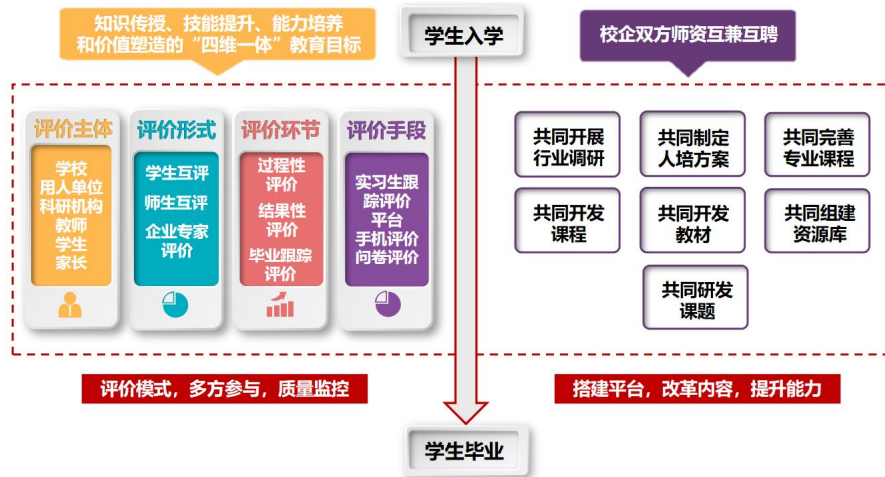 知识传授、技能提升、能力培养
和价值塑造的“四维一体”教育目标
学生入学
校企双方师资互兼互聘
评价主体
学校
用人单位
科研机构
教师
学生
家长
评价形式
学生互评
师生互评
企业专家
评价
评价环节
过程性
评价
结果性
评价
毕业跟踪
评价
评价手段
实习生跟
踪评价
平台
手机评价
问卷评价
共同开展
行业调研
共同制定
人培方案
共同完善
专业课程
共同开发
课程
共同开发
教材
共同组建
资源库
共同研发
课题
评价模式，多方参与，质量监控
搭建平台，改革内容，提升能力
学生毕业